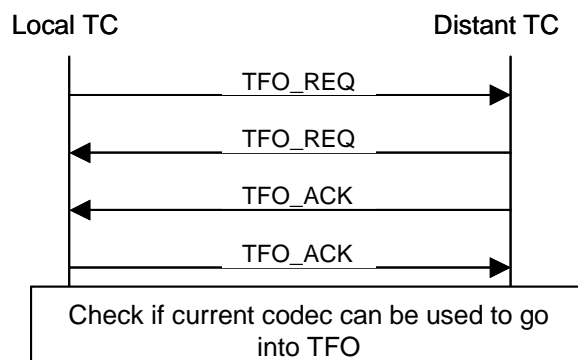 Local TC
Distant TC
TFO_REQ
TFO_REQ
TFO_ACK
TFO_ACK
Check if current codec can be used to go
into TFO